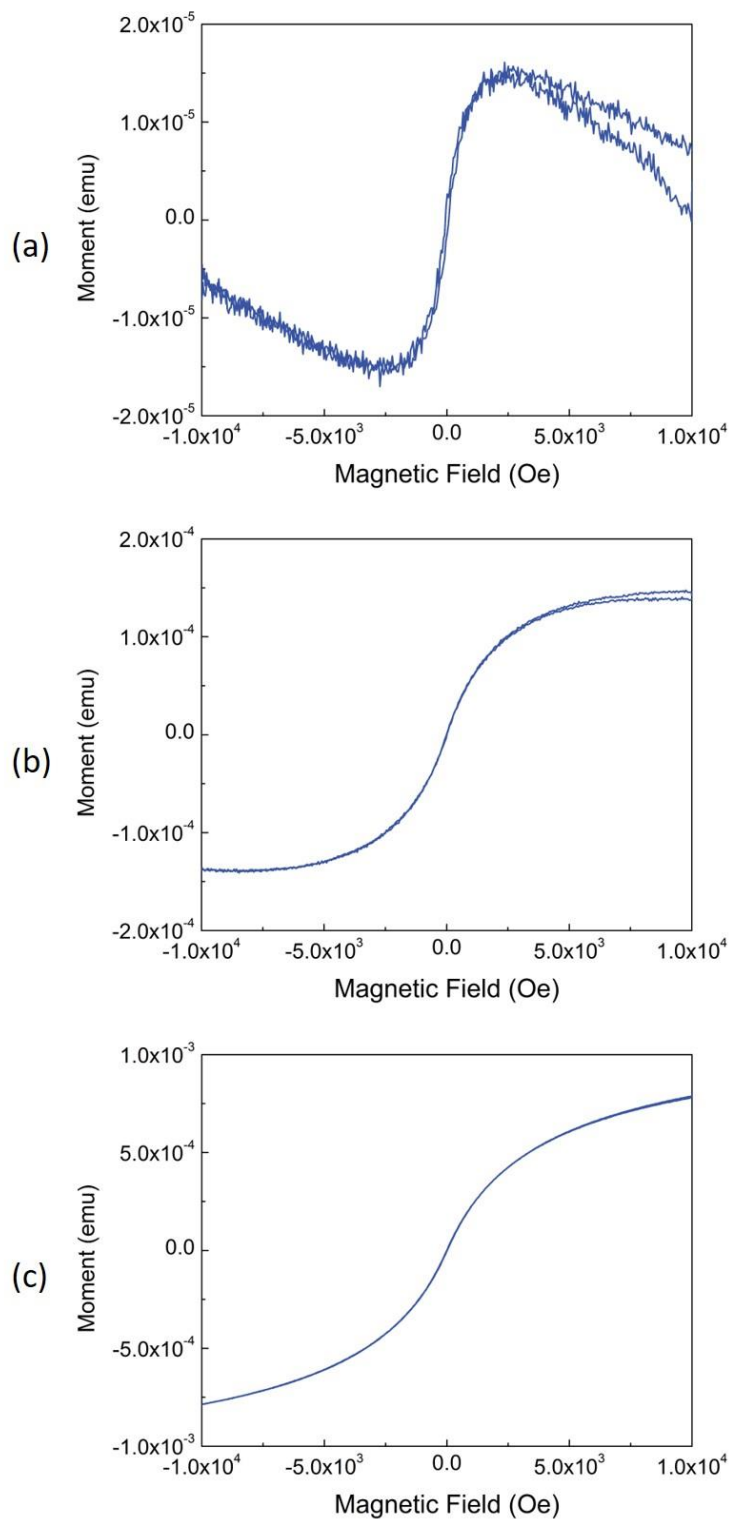 (a)
Moment (emu)
2.0x10⁻⁵
1.0x10⁻⁵
0.0
-1.0x10⁻⁵
-2.0x10⁻⁵
-1.0x10⁴ -5.0x10³ 0.0 5.0x10³ 1.0x10⁴
Magnetic Field (Oe)
(b)
Moment (emu)
2.0x10⁻⁴
1.0x10⁻⁴
0.0
-1.0x10⁻⁴
-2.0x10⁻⁴
-1.0x10⁴ -5.0x10³ 0.0 5.0x10³ 1.0x10⁴
Magnetic Field (Oe)
(c)
Moment (emu)
1.0x10⁻³
5.0x10⁻⁴
0.0
-5.0x10⁻⁴
-1.0x10⁻³
-1.0x10⁴ -5.0x10³ 0.0 5.0x10³ 1.0x10⁴
Magnetic Field (Oe)